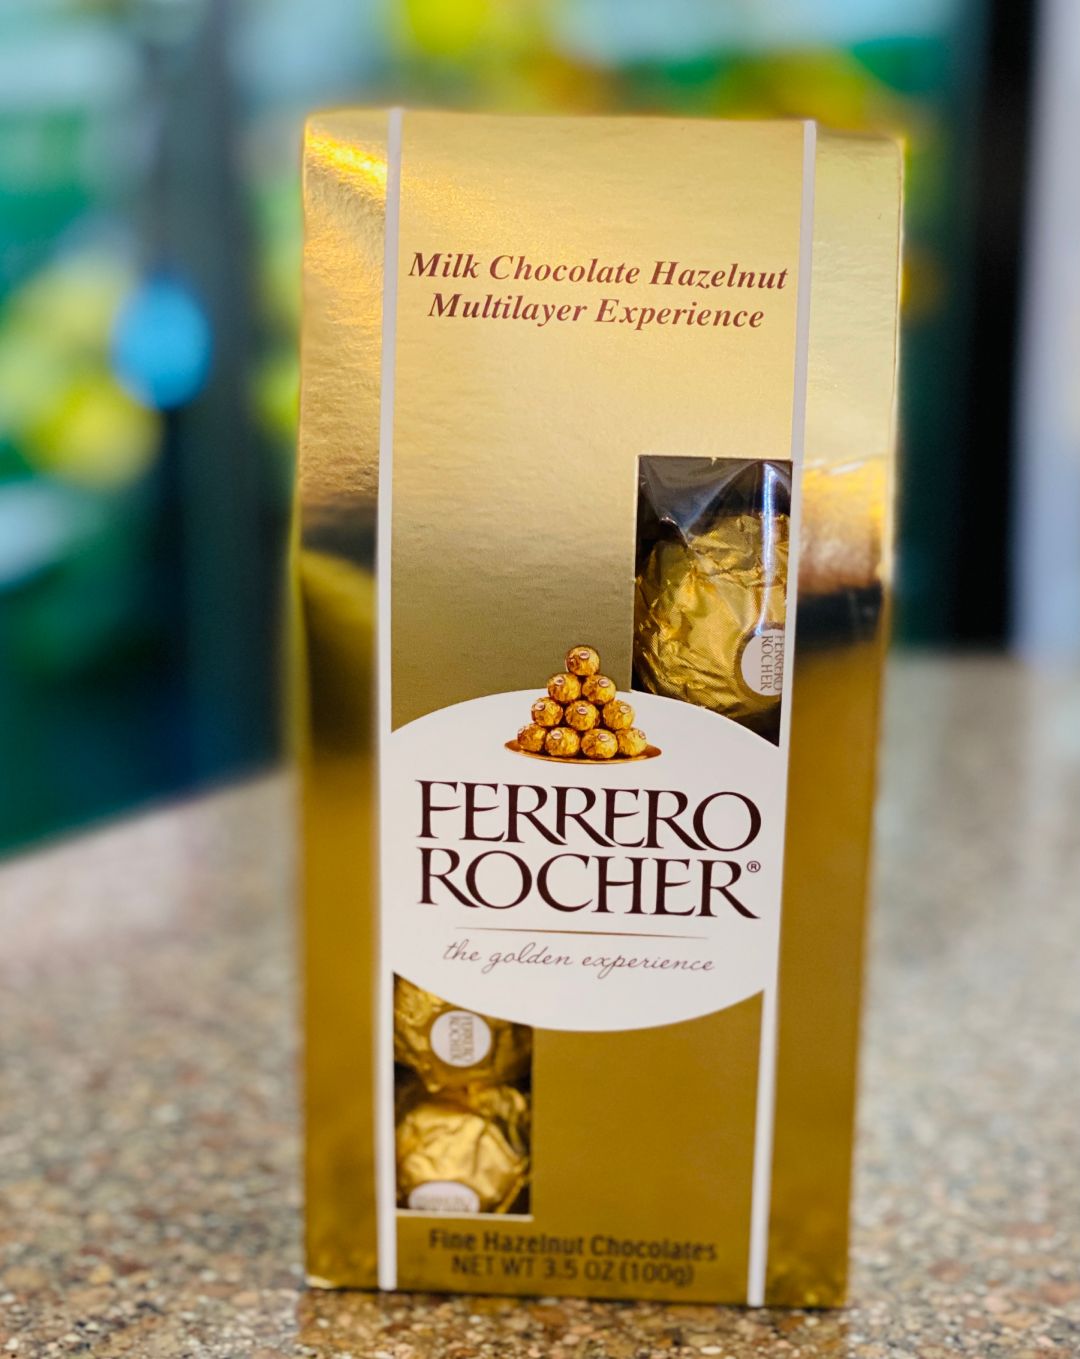 Milk Chocolate Hazelnut
Multilayer Experience
FERRERO
ROCHER
FERRERO
ROCHER®
the golden experience
FERRERO
ROCHER
Fine Hazelnut Chocolates
NET WT 3.5 OZ (100g)